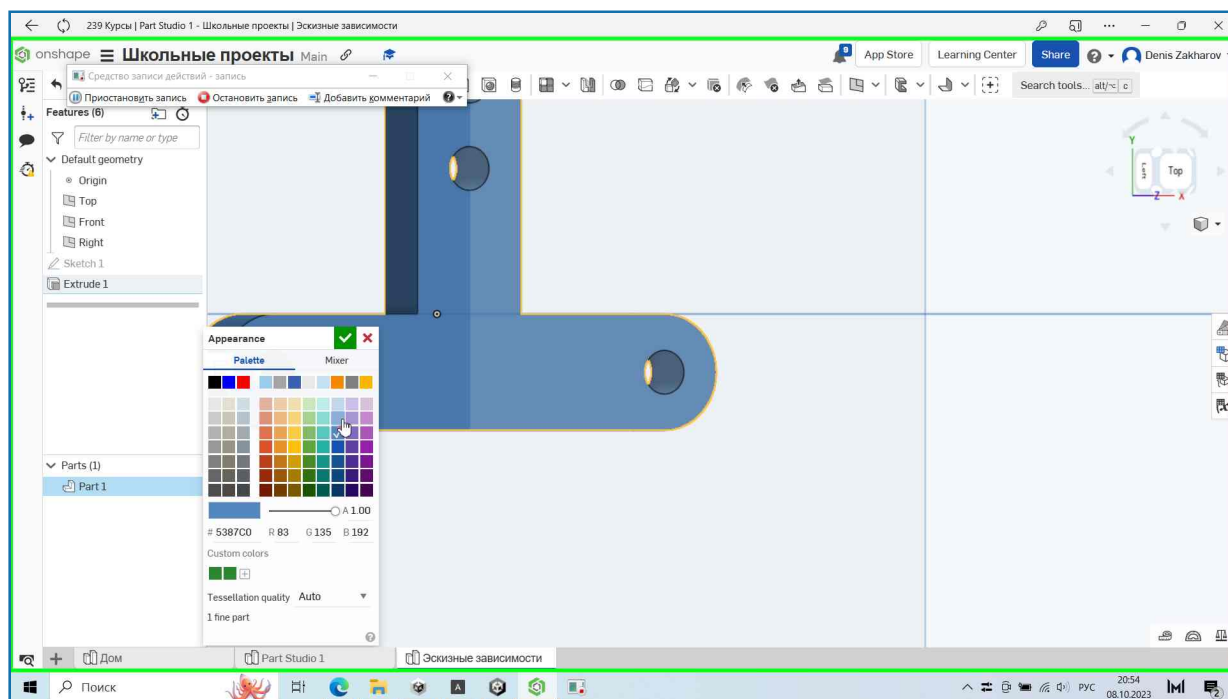 239 Курсы | Part Studio 1 - Школьные проекты | Эскизные зависимости
onshape Школьные проекты Main
9 App Store Learning Center Share Denis Zakharov
Средство записи действий - запись
Search tools... alt/⌥ c
Приостановить запись Остановить запись Добавить комментарий
Features (6)
Filter by name or type
Default geometry
Origin
Top
Front
Right
Sketch 1
Extrude 1
Y
Left
Top
Z
X
Appearance
Palette Mixer
A 1.00
# 5387C0 R 83 G 135 B 192
Custom colors
Tessellation quality Auto
1 fine part
Parts (1)
Part 1
Дом
Part Studio 1
Эскизные зависимости
Поиск
РУС
20:54
08.10.2023